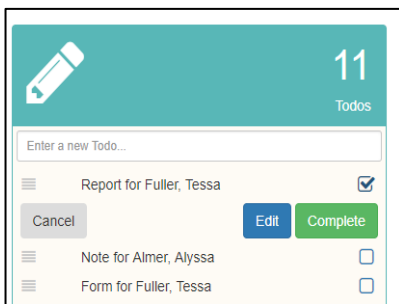 11
Todos
Enter a new Todo...
Report for Fuller, Tessa
Cancel Edit Complete
Note for Almer, Alyssa
Form for Fuller, Tessa